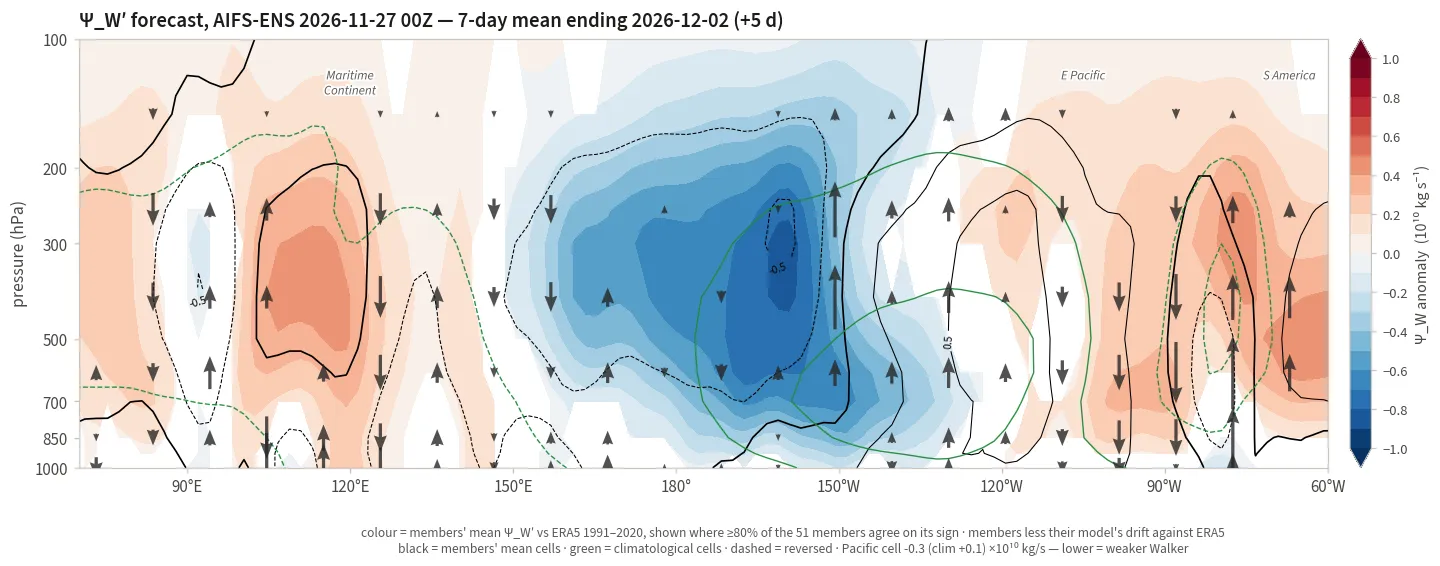 Ψ_W′ forecast, AIFS-ENS 2026-11-27 00Z — 7-day mean ending 2026-12-02 (+5 d)
100
200
300
400
500
700
850
1000
pressure (hPa)
Maritime
Continent
E Pacific
S America
-0.5
-0.5
0.5
90°E
120°E
150°E
180°
150°W
120°W
90°W
60°W
1.0
0.8
0.6
0.4
0.2
0.0
−0.2
−0.4
−0.6
−0.8
−1.0
Ψ_W anomaly (10¹⁰ kg s⁻¹)
colour = members' mean Ψ_W′ vs ERA5 1991–2020, shown where ≥80% of the 51 members agree on its sign · members less their model's drift against ERA5
black = members' mean cells · green = climatological cells · dashed = reversed · Pacific cell -0.3 (clim +0.1) ×10¹⁰ kg/s — lower = weaker Walker